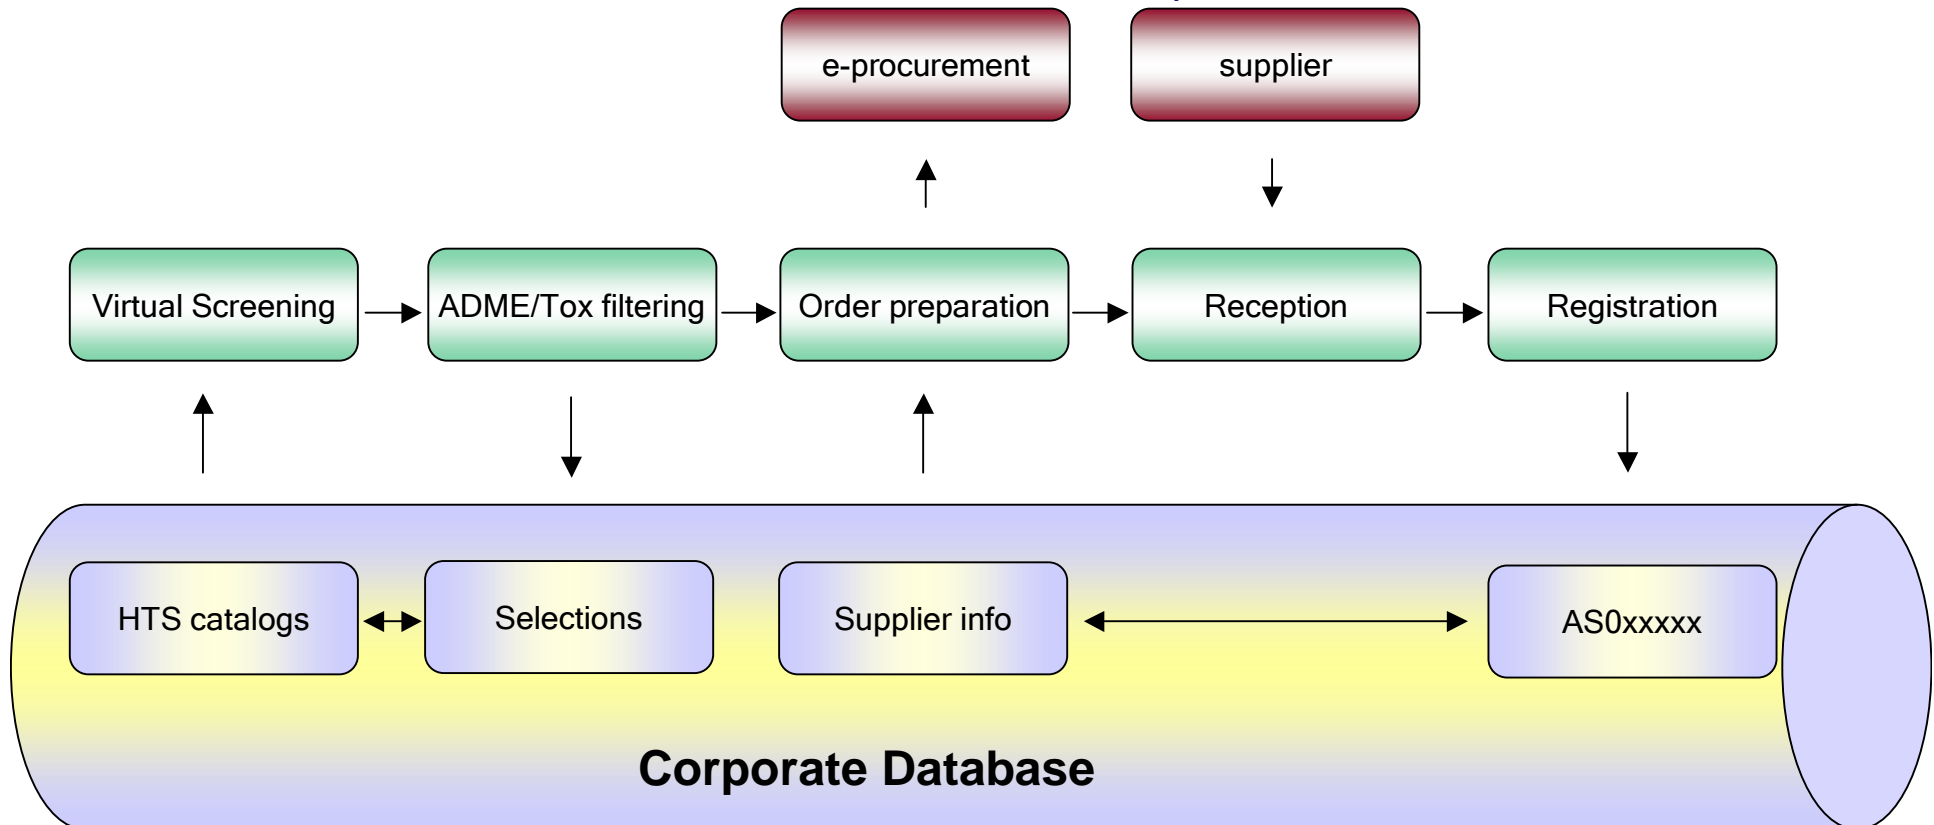 e-procurement
supplier
Virtual Screening
ADME/Tox filtering
Order preparation
Reception
Registration
HTS catalogs
Selections
Supplier info
AS0xxxxx
Corporate Database